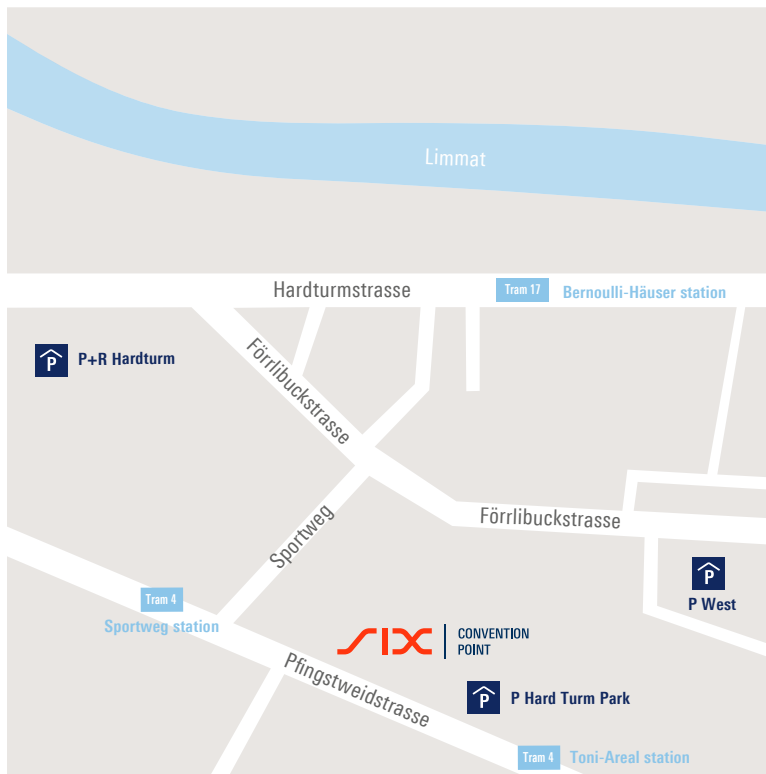 Limmat
Hardturmstrasse
Tram 17
Bernoulli-Häuser station
P
P+R Hardturm
Förrlibuckstrasse
Sportweg
Förrlibuckstrasse
P
P West
Tram 4
Sportweg station
SIX
CONVENTION
POINT
Pfingstweidstrasse
P
P Hard Turm Park
Tram 4
Toni-Areal station